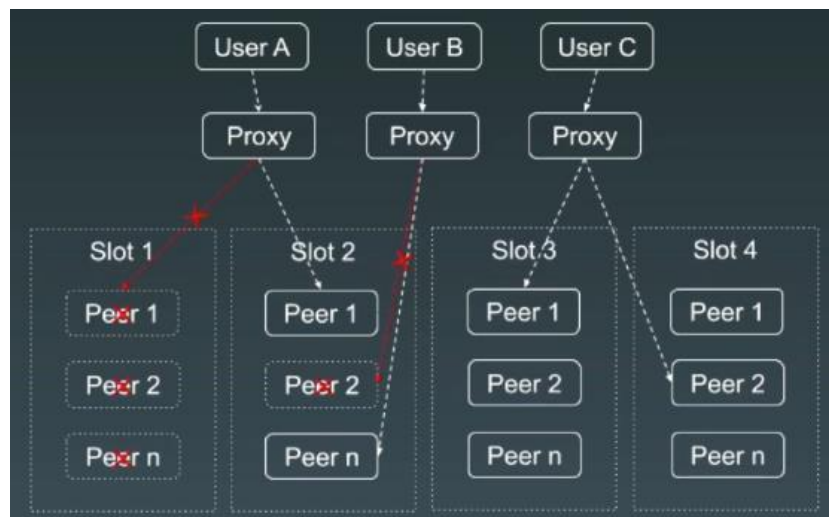 User A User B User C
Proxy Proxy Proxy
Slot 1 Slot 2 Slot 3 Slot 4
Peer 1 Peer 1 Peer 1 Peer 1
Peer 2 Peer 2 Peer 2 Peer 2
Peer n Peer n Peer n Peer n